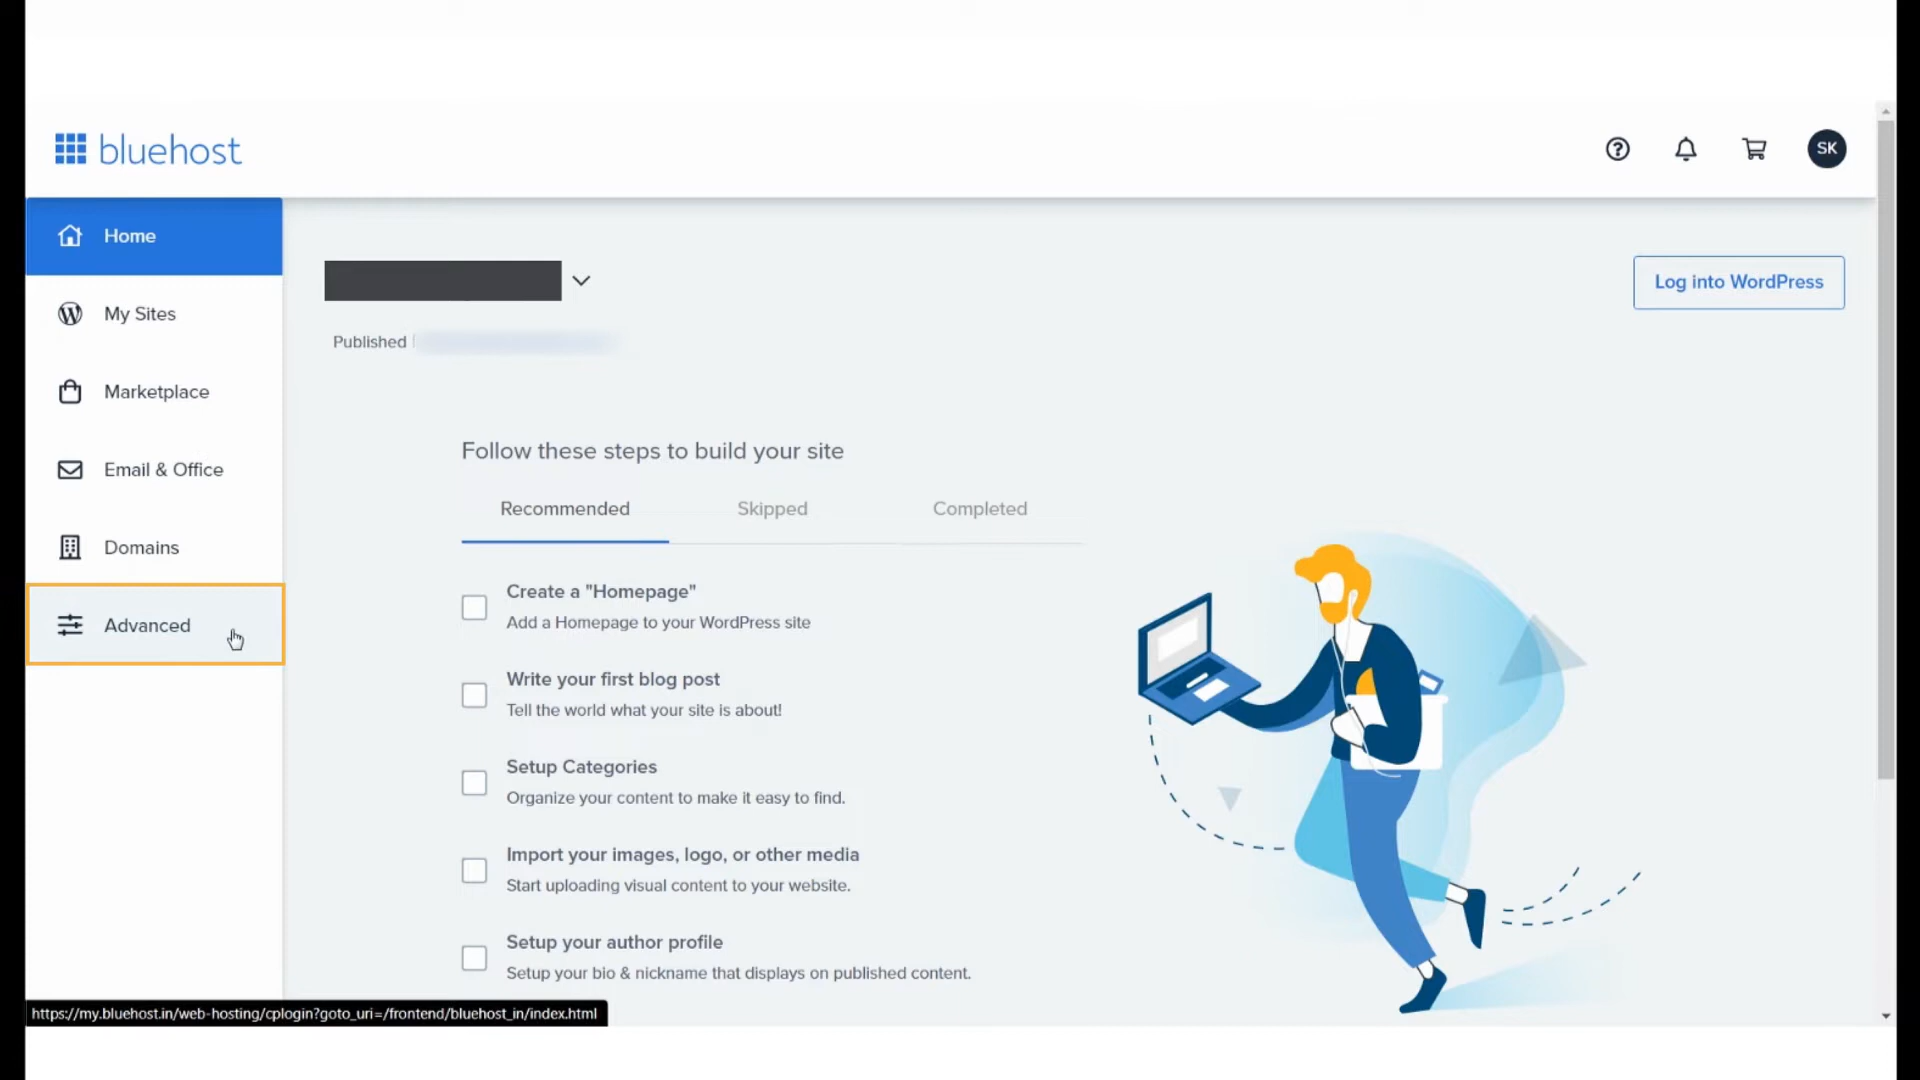 bluehost
SK
Home
My Sites
Marketplace
Email & Office
Domains
Advanced
Log into WordPress
Published
Follow these steps to build your site
Recommended
Skipped
Completed
Create a "Homepage"
Add a Homepage to your WordPress site
Write your first blog post
Tell the world what your site is about!
Setup Categories
Organize your content to make it easy to find.
Import your images, logo, or other media
Start uploading visual content to your website.
Setup your author profile
Setup your bio & nickname that displays on published content.
https://my.bluehost.in/web-hosting/cplogin?goto_uri=/frontend/bluehost_in/index.html